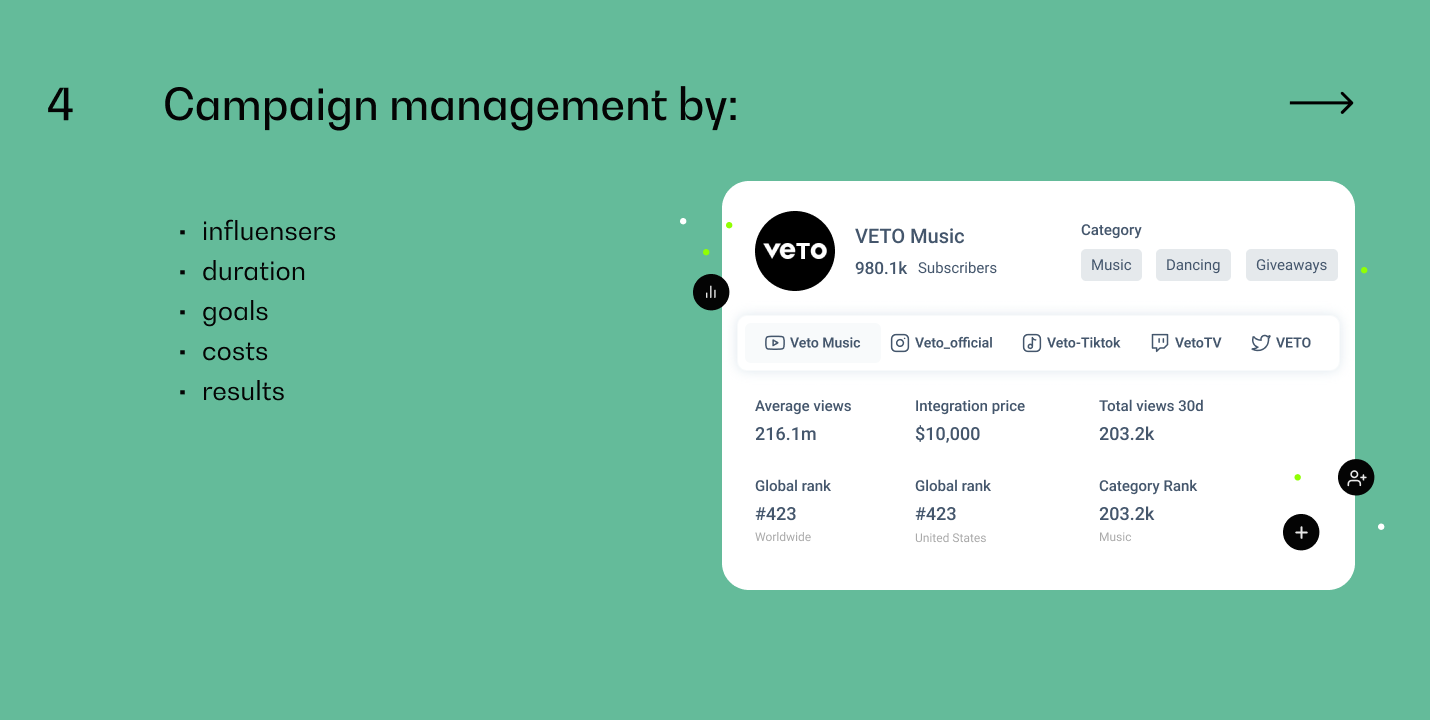 4 Campaign management by:
influensers
duration
goals
costs
results
VETO
VETO Music
980.1k Subscribers
Category
Music Dancing Giveaways
Veto Music Veto_official Veto-Tiktok VetoTV VETO
Average views Integration price Total views 30d
216.1m $10,000 203.2k
Global rank Global rank Category Rank
#423 #423 203.2k
Worldwide United States Music